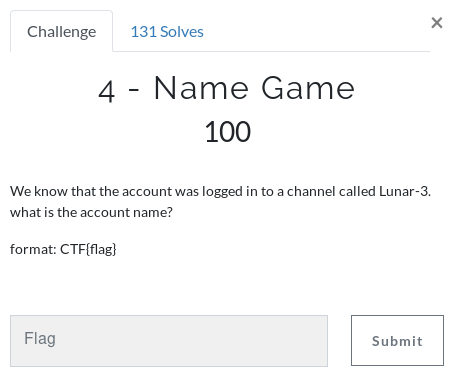 Challenge
131 Solves
×
4 - Name Game
100
We know that the account was logged in to a channel called Lunar-3.
what is the account name?
format: CTF{flag}
Flag
Submit